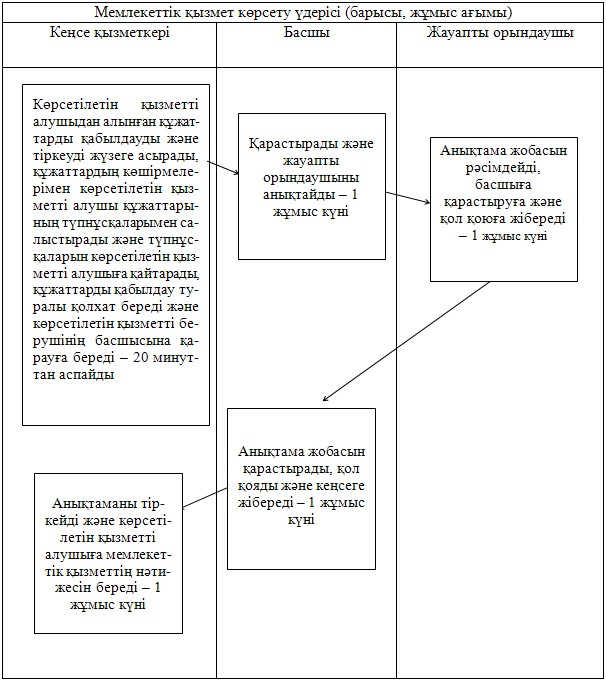 Мемлекеттік қызмет көрсету үдерісі (барысы, жұмыс ағымы)
Кеңсе қызметкері
Басшы
Жауапты орындаушы
Көрсетілетін қызметті
алушыдан алынған құжат-
тарды қабылдауды және
тіркеуді жүзеге асырады,
құжаттардың көшірмеле-
рімен көрсетілетін қыз-
метті алушы құжаттары-
ның түпнұсқаларымен са-
лыстырады және түпнұс-
қаларын көрсетілетін қыз-
метті алушыға қайтарады,
құжаттарды қабылдау ту-
ралы қолхат береді және
көрсетілетін қызметті бе-
рушінің басшысына қа-
рауға береді – 20 минут-
тан аспайды
Қарастырады және
жауапты
орындаушыны
анықтайды – 1
жұмыс күні
Анықтама жобасын
рәсімдейді,
басшыға
қарастыруға және
қол қоюға жібереді
– 1 жұмыс күні
Анықтама жобасын
қарастырады, қол
қояды және кеңсеге
жібереді – 1 жұмыс
күні
Анықтаманы тір-
кейді және көрсеті-
летін қызметті
алушыға мемлекет-
тік қызметтің нәти-
жесін береді – 1
жұмыс күні